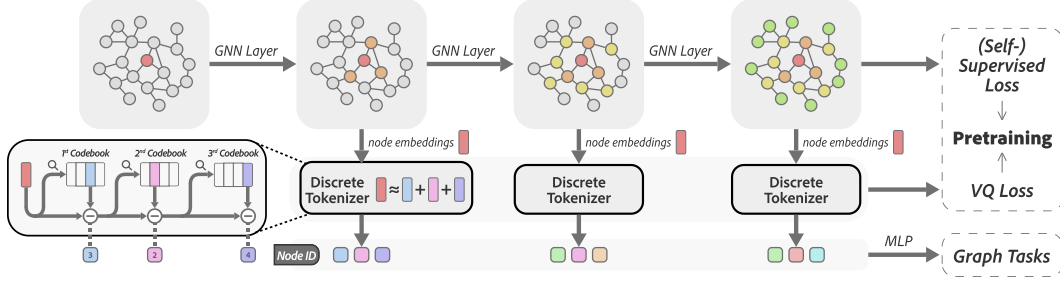 GNN Layer
GNN Layer
GNN Layer
(Self-)
Supervised
Loss
Pretraining
VQ Loss
node embeddings
node embeddings
node embeddings
1st Codebook
2nd Codebook
3rd Codebook
Discrete
Tokenizer
≈ + +
Discrete
Tokenizer
Discrete
Tokenizer
3
2
4
Node ID
MLP
Graph Tasks